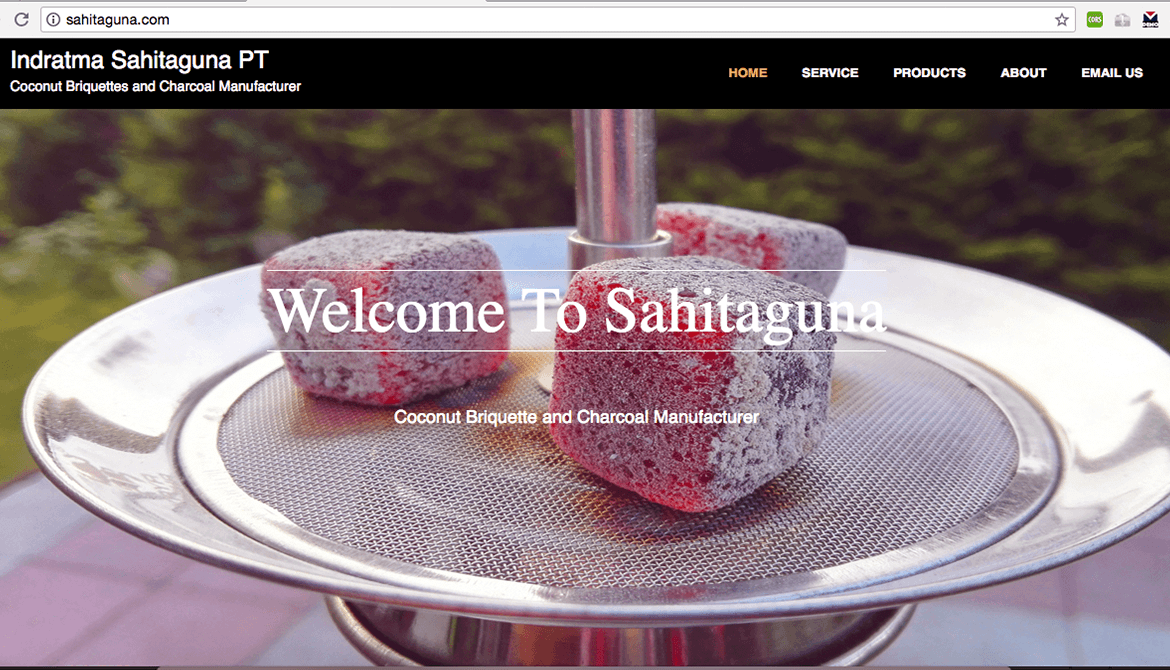 sahitaguna.com
CORS
Indratma Sahitaguna PT
Coconut Briquettes and Charcoal Manufacturer
HOME SERVICE PRODUCTS ABOUT EMAIL US
Welcome To Sahitaguna
Coconut Briquette and Charcoal Manufacturer